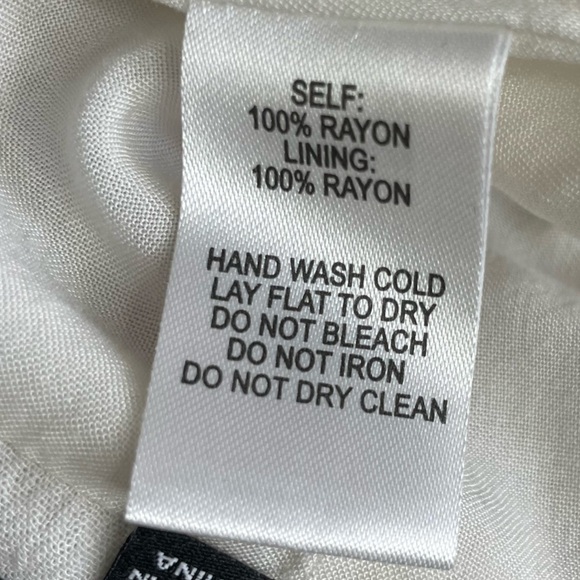 SELF:
100% RAYON
LINING:
100% RAYON
HAND WASH COLD
LAY FLAT TO DRY
DO NOT BLEACH
DO NOT IRON
DO NOT DRY CLEAN
IN